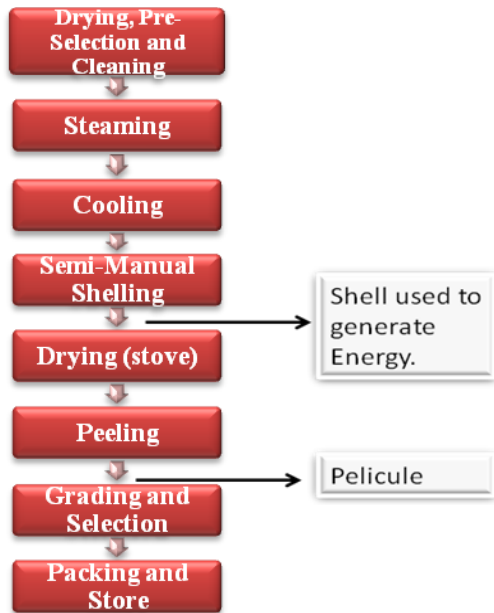 Drying, Pre-
Selection and
Cleaning
Steaming
Cooling
Semi-Manual
Shelling
Shell used to
generate
Energy.
Drying (stove)
Peeling
Pelicule
Grading and
Selection
Packing and
Store